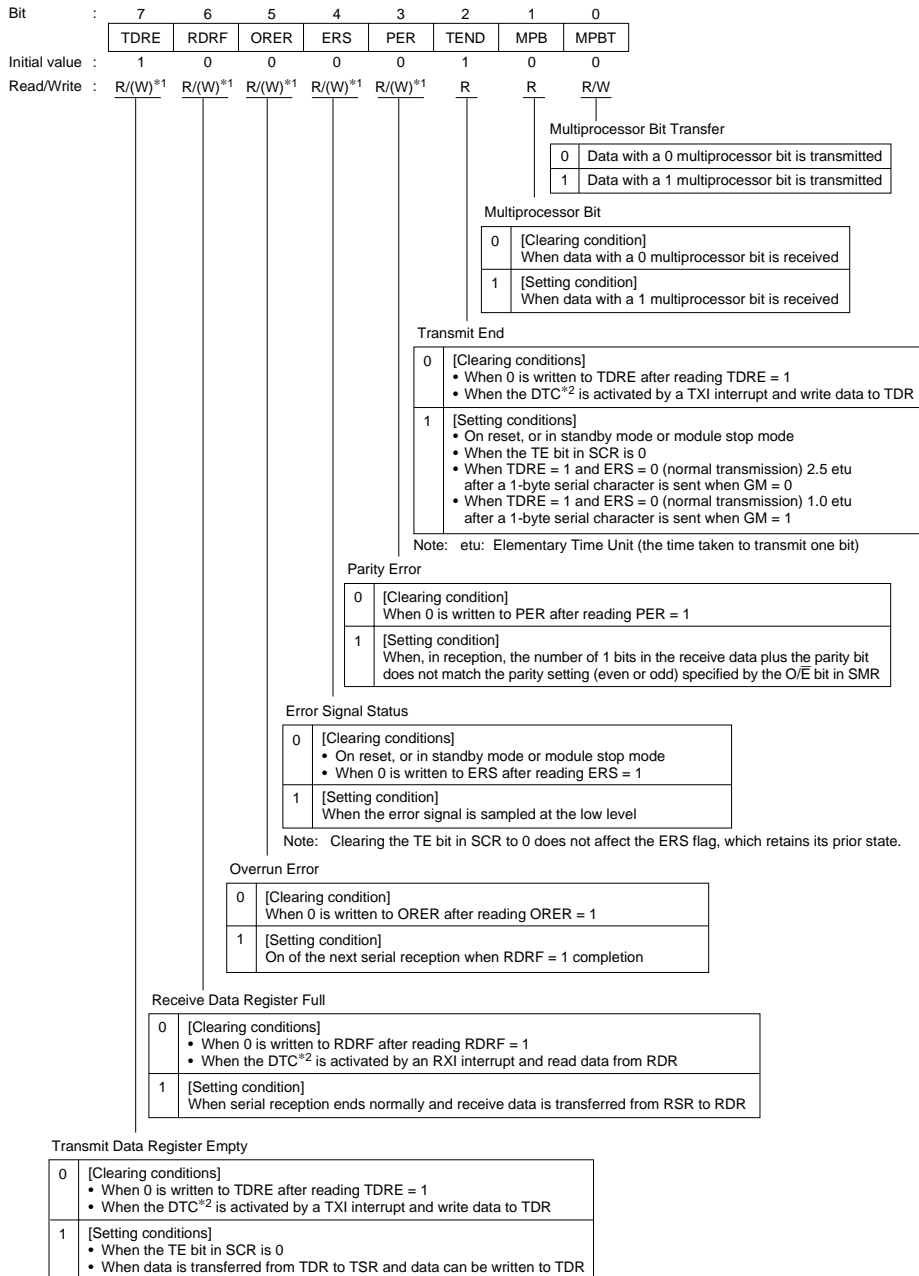 Bit : 7 6 5 4 3 2 1 0
TDRE RDRF ORER ERS PER TEND MPB MPBT
Initial value : 1 0 0 0 0 1 0 0
Read/Write : R/(W)*1 R/(W)*1 R/(W)*1 R/(W)*1 R/(W)*1 R R R/W
Multiprocessor Bit Transfer
0 Data with a 0 multiprocessor bit is transmitted
1 Data with a 1 multiprocessor bit is transmitted
Multiprocessor Bit
0 [Clearing condition]
When data with a 0 multiprocessor bit is received
1 [Setting condition]
When data with a 1 multiprocessor bit is received
Transmit End
0 [Clearing conditions]
• When 0 is written to TDRE after reading TDRE = 1
• When the DTC*2 is activated by a TXI interrupt and write data to TDR
1 [Setting conditions]
• On reset, or in standby mode or module stop mode
• When the TE bit in SCR is 0
• When TDRE = 1 and ERS = 0 (normal transmission) 2.5 etu
after a 1-byte serial character is sent when GM = 0
• When TDRE = 1 and ERS = 0 (normal transmission) 1.0 etu
after a 1-byte serial character is sent when GM = 1
Note: etu: Elementary Time Unit (the time taken to transmit one bit)
Parity Error
0 [Clearing condition]
When 0 is written to PER after reading PER = 1
1 [Setting condition]
When, in reception, the number of 1 bits in the receive data plus the parity bit
does not match the parity setting (even or odd) specified by the O/E̅ bit in SMR
Error Signal Status
0 [Clearing conditions]
• On reset, or in standby mode or module stop mode
• When 0 is written to ERS after reading ERS = 1
1 [Setting condition]
When the error signal is sampled at the low level
Note: Clearing the TE bit in SCR to 0 does not affect the ERS flag, which retains its prior state.
Overrun Error
0 [Clearing condition]
When 0 is written to ORER after reading ORER = 1
1 [Setting condition]
On of the next serial reception when RDRF = 1 completion
Receive Data Register Full
0 [Clearing conditions]
• When 0 is written to RDRF after reading RDRF = 1
• When the DTC*2 is activated by an RXI interrupt and read data from RDR
1 [Setting condition]
When serial reception ends normally and receive data is transferred from RSR to RDR
Transmit Data Register Empty
0 [Clearing conditions]
• When 0 is written to TDRE after reading TDRE = 1
• When the DTC*2 is activated by a TXI interrupt and write data to TDR
1 [Setting conditions]
• When the TE bit in SCR is 0
• When data is transferred from TDR to TSR and data can be written to TDR